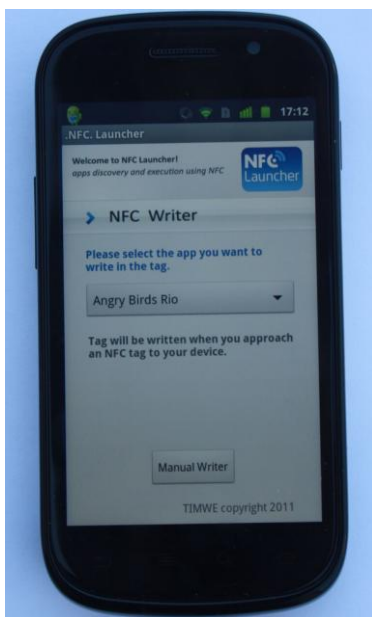 17:12
.NFC. Launcher
Welcome to NFC Launcher!
apps discovery and execution using NFC
NFC
Launcher
NFC Writer
Please select the app you want to
write in the tag.
Angry Birds Rio
Tag will be written when you approach
an NFC tag to your device.
Manual Writer
TIMWE copyright 2011